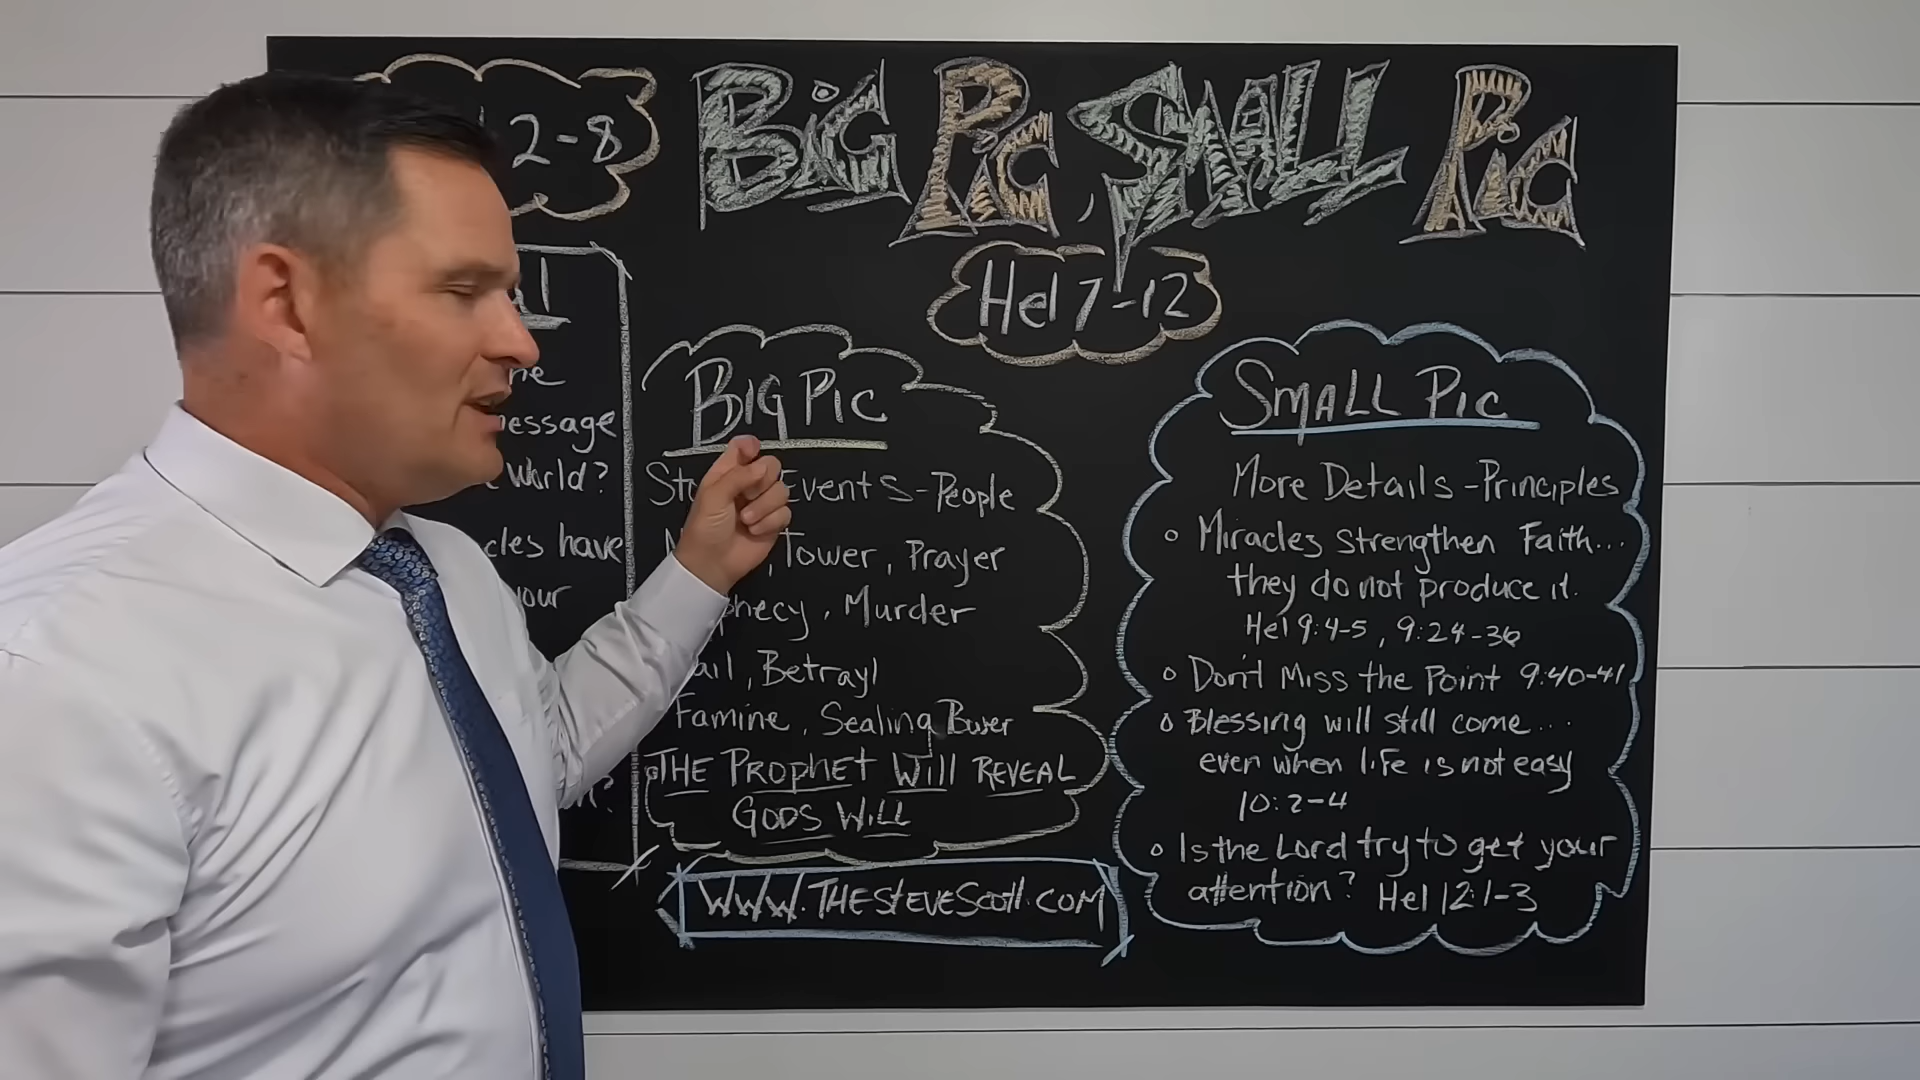 2-8
BiG Pic, SMALL Pic
Hel 7-12
essage
World?
have
your
BIG PIC
Events-People
Tower, Prayer
Murder
Betrayl
Famine, Sealing Power
THE PROPHET Will REVEAL
GODS WiLL
WWW.THESTEVESCOTT.COM
SMALL PIC
More Details-Principles
Miracles strengthen Faith...
they do not produce it.
Hel 9:4-5, 9:24-36
Don't Miss the Point 9:40-41
Blessing will still come...
even when life is not easy
10:2-4
Is the Lord try to get your
attention? Hel 12:1-3